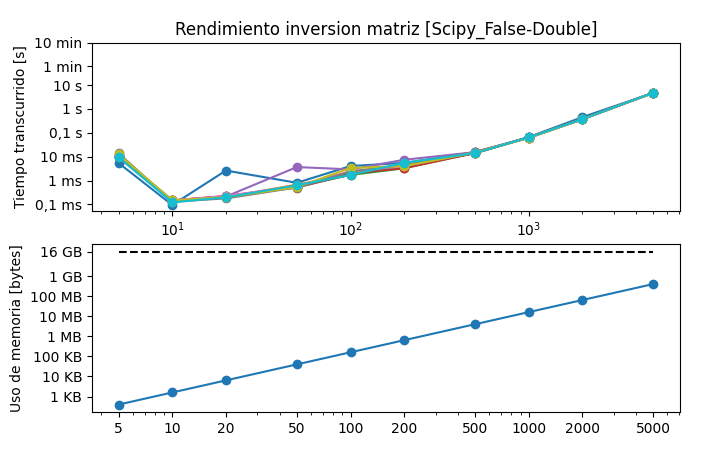 Rendimiento inversion matriz [Scipy_False-Double]
Tiempo transcurrido [s]
10 min
1 min
10 s
1 s
0,1 s
10 ms
1 ms
0,1 ms
10¹ 10² 10³
Uso de memoria [bytes]
16 GB
1 GB
100 MB
10 MB
1 MB
100 KB
10 KB
1 KB
5 10 20 50 100 200 500 1000 2000 5000